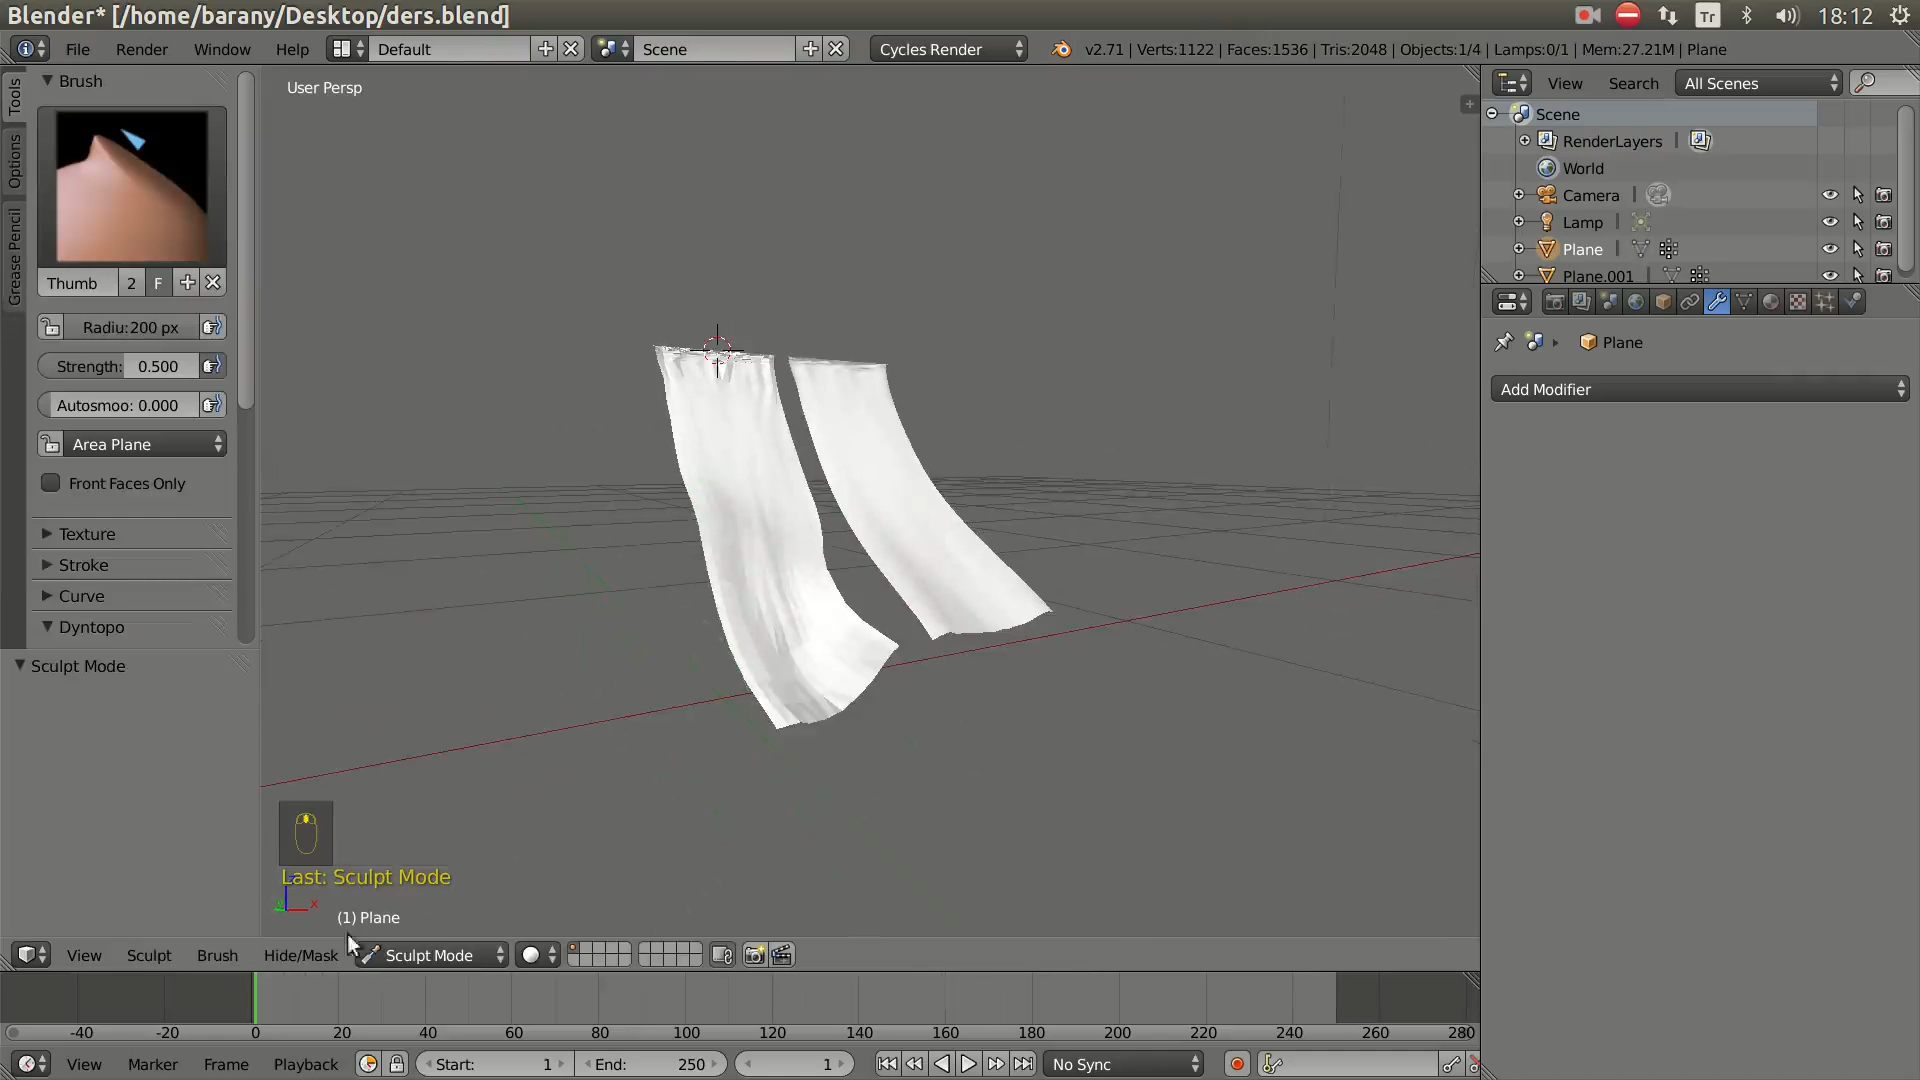 Blender* [/home/barany/Desktop/ders.blend]
Tr
18:12
File Render Window Help
Default
Scene
Cycles Render
v2.71 | Verts:1122 | Faces:1536 | Tris:2048 | Objects:1/4 | Lamps:0/1 | Mem:27.21M | Plane
Tools
Options
Grease Pencil
Brush
Thumb 2 F
Radiu:200 px
Strength: 0.500
Autosmoo: 0.000
Area Plane
Front Faces Only
Texture
Stroke
Curve
Dyntopo
Sculpt Mode
User Persp
Last: Sculpt Mode
x
(1) Plane
View Search All Scenes
Scene
RenderLayers
World
Camera
Lamp
Plane
Plane.001
Plane
Add Modifier
View Sculpt Brush Hide/Mask Sculpt Mode
-40 -20 0 20 40 60 80 100 120 140 160 180 200 220 240 260 280
View Marker Frame Playback Start: 1 End: 250 1 No Sync